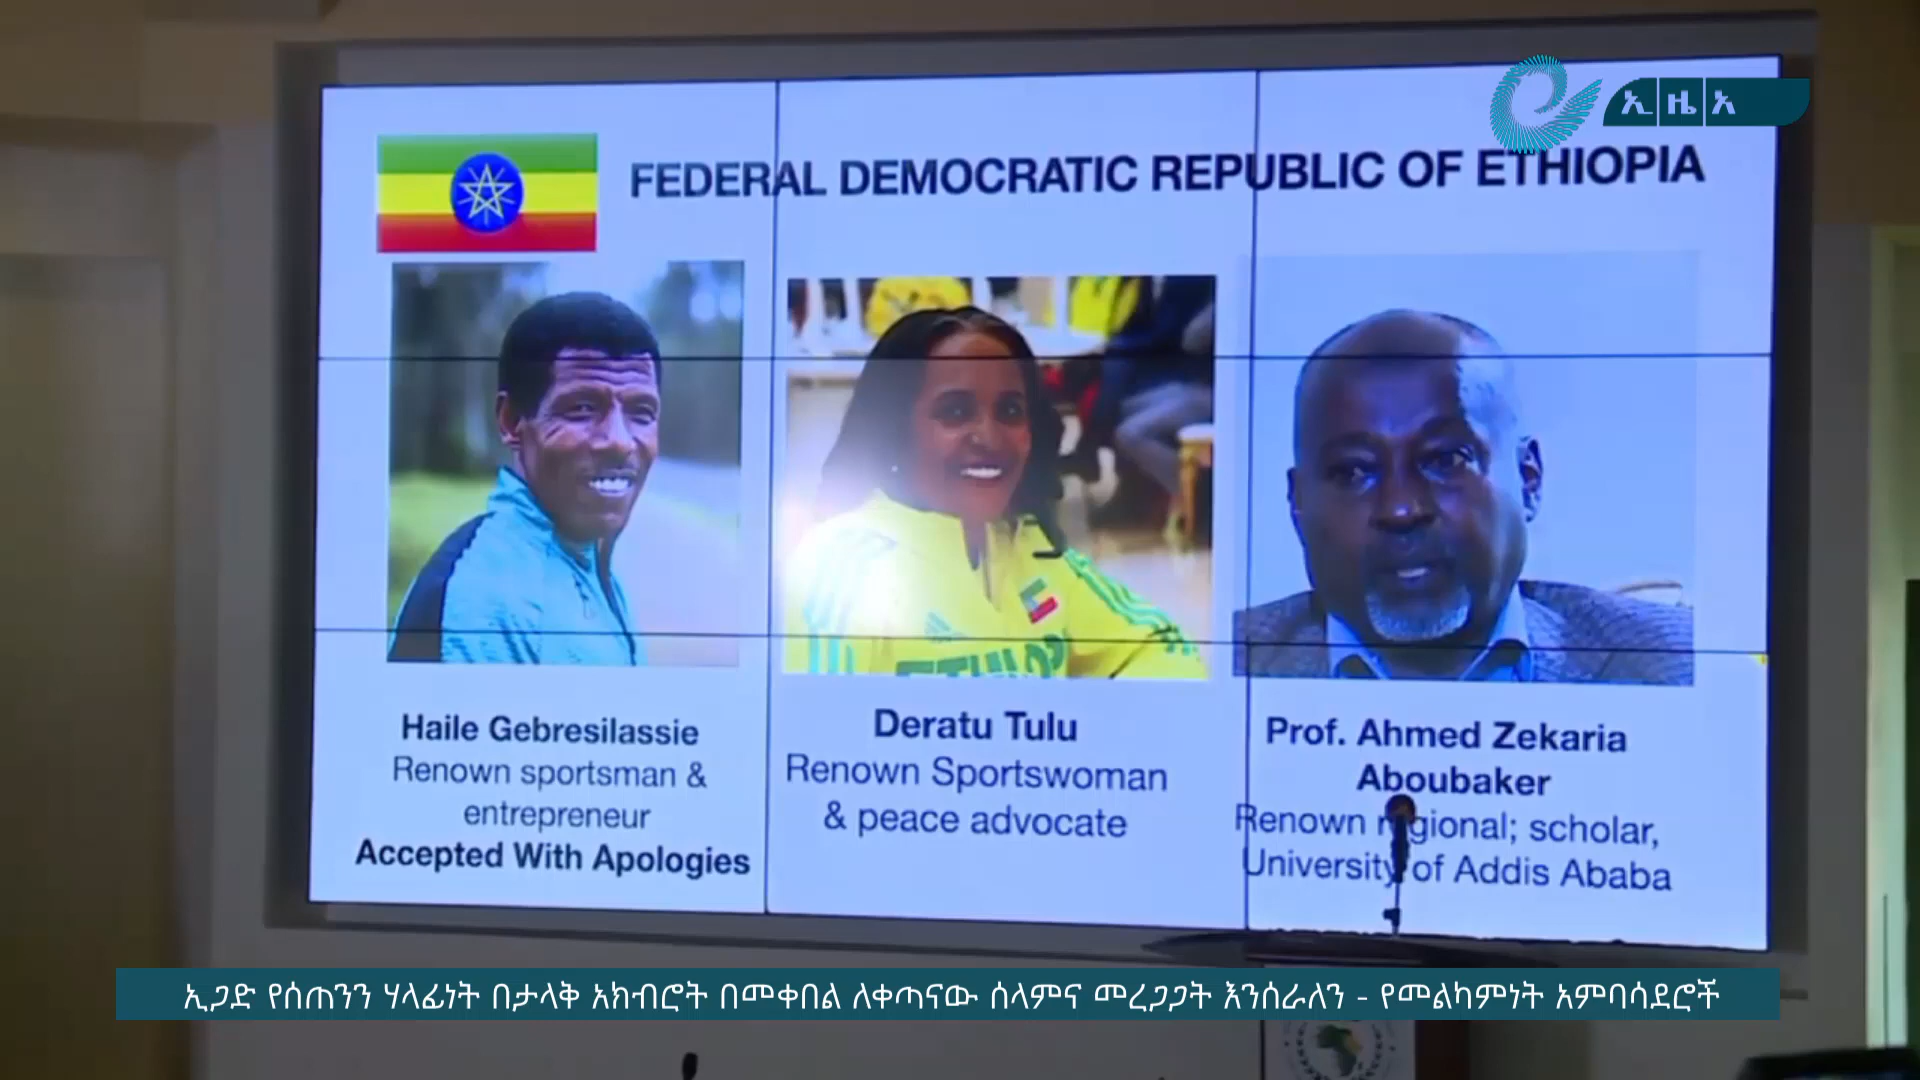 ኢዜአ
FEDERAL DEMOCRATIC REPUBLIC OF ETHIOPIA
Haile Gebresilassie
Renown sportsman &
entrepreneur
Accepted With Apologies
Deratu Tulu
Renown Sportswoman
& peace advocate
Prof. Ahmed Zekaria
Aboubaker
Renown regional; scholar,
University of Addis Ababa
ኢጋድ የሰጠንን ሃላፊነት በታላቅ አክብሮት በመቀበል ለቀጣናው ሰላምና መረጋጋት እንሰራለን - የመልካምነት አምባሳደሮች